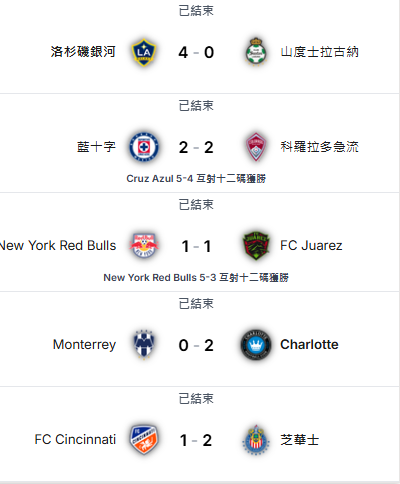 已結束
洛杉磯銀河 4 - 0 山度士拉古納
已結束
藍十字 2 - 2 科羅拉多急流
Cruz Azul 5-4 互射十二碼獲勝
已結束
New York Red Bulls 1 - 1 FC Juarez
New York Red Bulls 5-3 互射十二碼獲勝
已結束
Monterrey 0 - 2 Charlotte
已結束
FC Cincinnati 1 - 2 芝華士